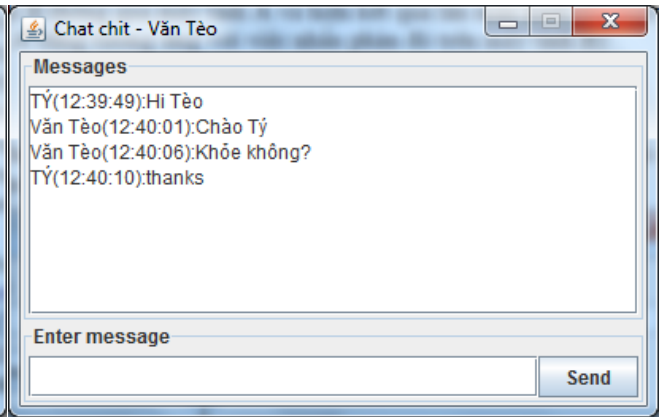 Chat chit - Văn Tèo
Messages
TÝ(12:39:49):Hi Tèo
Văn Tèo(12:40:01):Chào Tý
Văn Tèo(12:40:06):Khỏe không?
TÝ(12:40:10):thanks
Enter message
Send